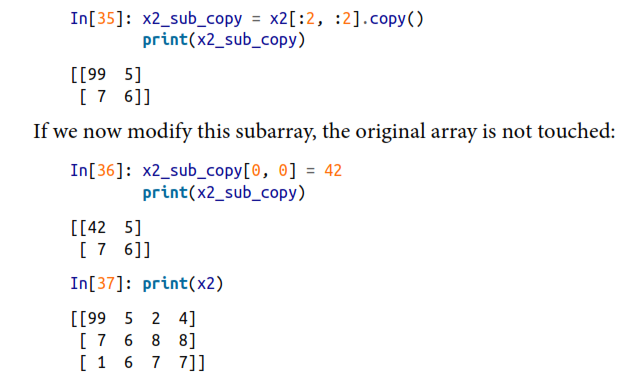 In[35]: x2_sub_copy = x2[:2, :2].copy()
        print(x2_sub_copy)
[[99  5]
 [ 7  6]]
If we now modify this subarray, the original array is not touched:
In[36]: x2_sub_copy[0, 0] = 42
        print(x2_sub_copy)
[[42  5]
 [ 7  6]]
In[37]: print(x2)
[[99  5  2  4]
 [ 7  6  8  8]
 [ 1  6  7  7]]